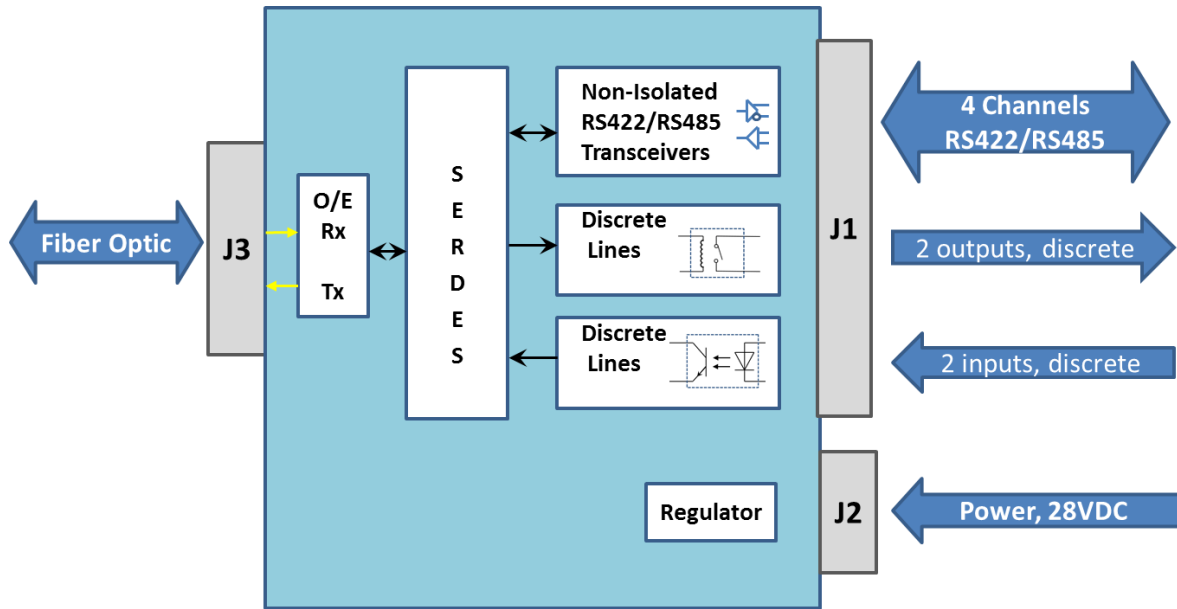 Fiber Optic
J3
O/E
Rx
Tx
S
E
R
D
E
S
Non-Isolated
RS422/RS485
Transceivers
Discrete
Lines
Discrete
Lines
Regulator
J1
J2
4 Channels
RS422/RS485
2 outputs, discrete
2 inputs, discrete
Power, 28VDC